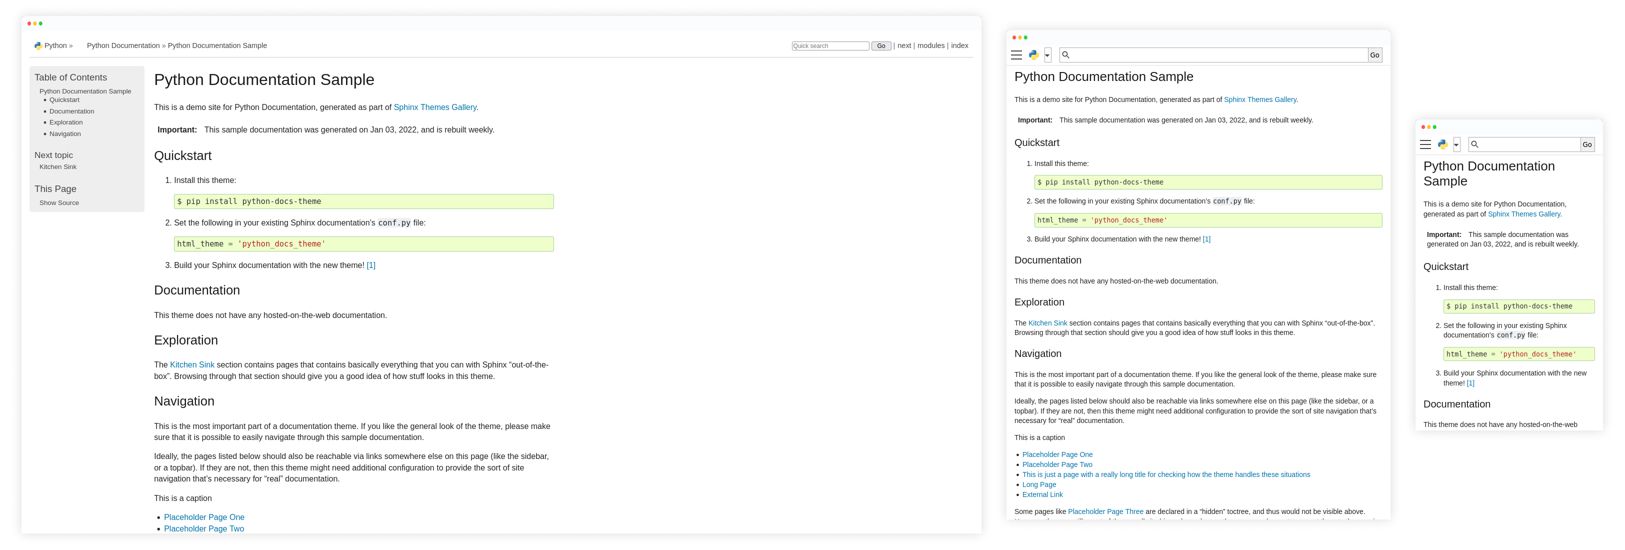 Python » Python Documentation » Python Documentation Sample
Quick search Go | next | modules | index
Table of Contents
Python Documentation Sample
Quickstart
Documentation
Exploration
Navigation
Next topic
Kitchen Sink
This Page
Show Source
Python Documentation Sample
This is a demo site for Python Documentation, generated as part of Sphinx Themes Gallery.
Important: This sample documentation was generated on Jan 03, 2022, and is rebuilt weekly.
Quickstart
1. Install this theme:
$ pip install python-docs-theme
2. Set the following in your existing Sphinx documentation's conf.py file:
html_theme = 'python_docs_theme'
3. Build your Sphinx documentation with the new theme! [1]
Documentation
This theme does not have any hosted-on-the-web documentation.
Exploration
The Kitchen Sink section contains pages that contains basically everything that you can with Sphinx “out-of-the-
box”. Browsing through that section should give you a good idea of how stuff looks in this theme.
Navigation
This is the most important part of a documentation theme. If you like the general look of the theme, please make
sure that it is possible to easily navigate through this sample documentation.
Ideally, the pages listed below should also be reachable via links somewhere else on this page (like the sidebar,
or a topbar). If they are not, then this theme might need additional configuration to provide the sort of site
navigation that’s necessary for “real” documentation.
This is a caption
Placeholder Page One
Placeholder Page Two
Go
Python Documentation Sample
This is a demo site for Python Documentation, generated as part of Sphinx Themes Gallery.
Important: This sample documentation was generated on Jan 03, 2022, and is rebuilt weekly.
Quickstart
1. Install this theme:
$ pip install python-docs-theme
2. Set the following in your existing Sphinx documentation's conf.py file:
html_theme = 'python_docs_theme'
3. Build your Sphinx documentation with the new theme! [1]
Documentation
This theme does not have any hosted-on-the-web documentation.
Exploration
The Kitchen Sink section contains pages that contains basically everything that you can with Sphinx “out-of-the-box”.
Browsing through that section should give you a good idea of how stuff looks in this theme.
Navigation
This is the most important part of a documentation theme. If you like the general look of the theme, please make sure
that it is possible to easily navigate through this sample documentation.
Ideally, the pages listed below should also be reachable via links somewhere else on this page (like the sidebar, or a
topbar). If they are not, then this theme might need additional configuration to provide the sort of site navigation that’s
necessary for “real” documentation.
This is a caption
Placeholder Page One
Placeholder Page Two
This is just a page with a really long title for checking how the theme handles these situations
Long Page
External Link
Some pages like Placeholder Page Three are declared in a “hidden” toctree, and thus would not be visible above.
Go
Python Documentation
Sample
This is a demo site for Python Documentation,
generated as part of Sphinx Themes Gallery.
Important: This sample documentation was
generated on Jan 03, 2022, and is rebuilt weekly.
Quickstart
1. Install this theme:
$ pip install python-docs-theme
2. Set the following in your existing Sphinx
documentation's conf.py file:
html_theme = 'python_docs_theme'
3. Build your Sphinx documentation with the new
theme! [1]
Documentation
This theme does not have any hosted-on-the-web